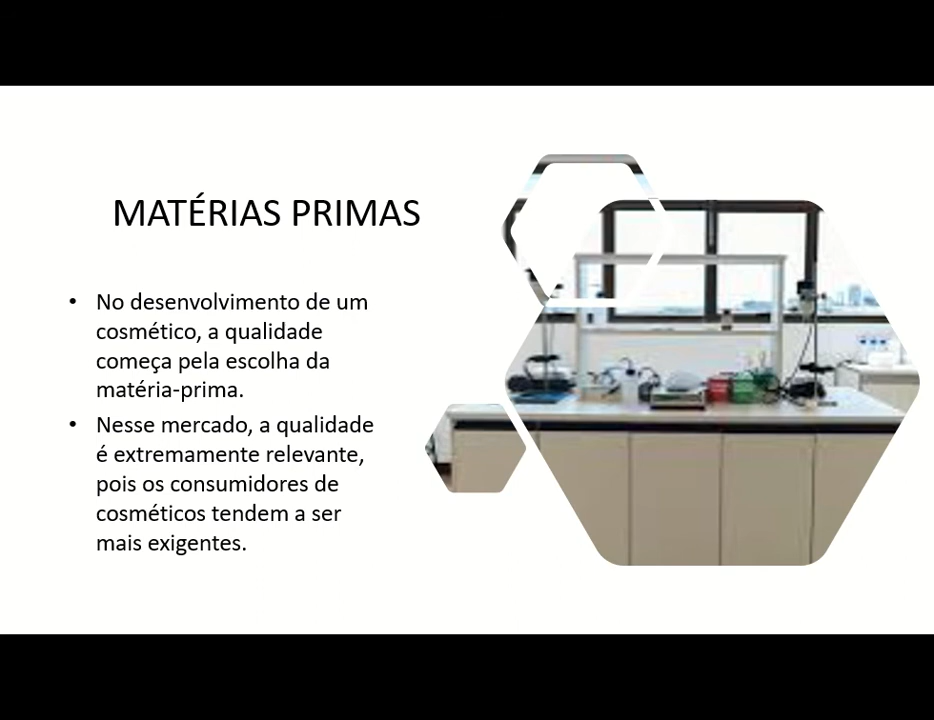 MATÉRIAS PRIMAS
• No desenvolvimento de um
cosmético, a qualidade
começa pela escolha da
matéria-prima.
• Nesse mercado, a qualidade
é extremamente relevante,
pois os consumidores de
cosméticos tendem a ser
mais exigentes.